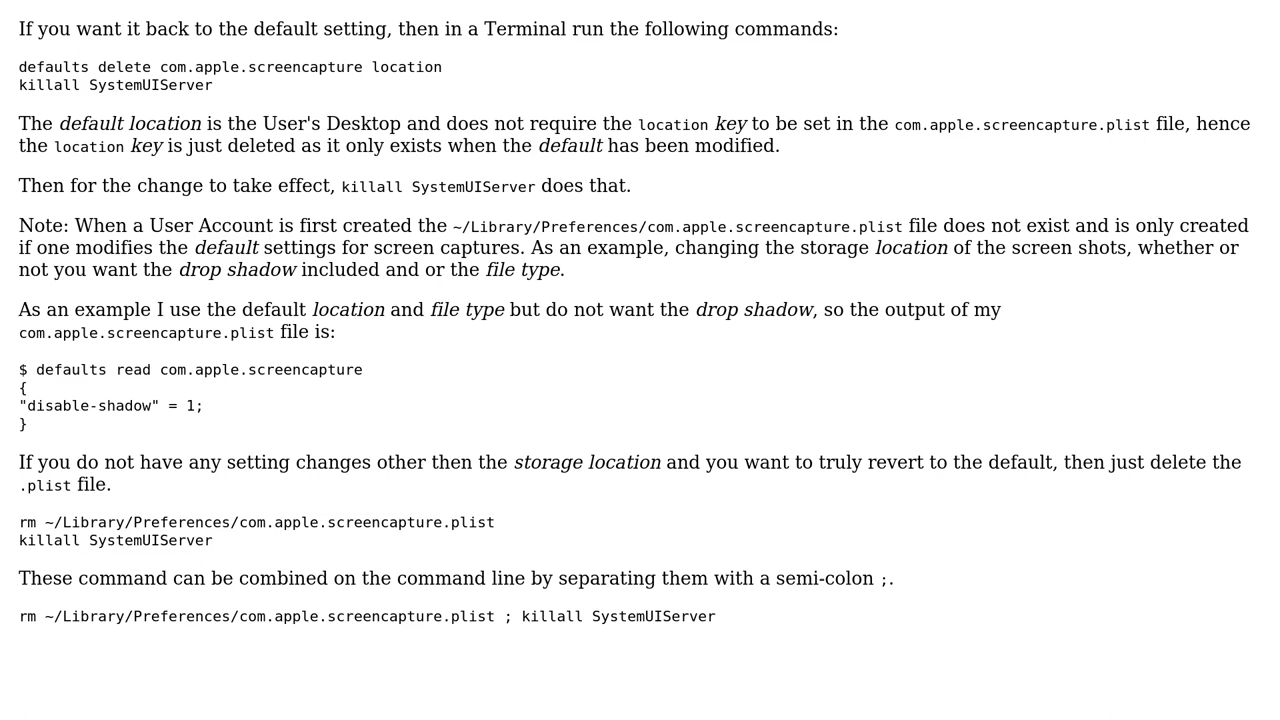 If you want it back to the default setting, then in a Terminal run the following commands:
defaults delete com.apple.screencapture location
killall SystemUIServer
The default location is the User's Desktop and does not require the location key to be set in the com.apple.screencapture.plist file, hence
the location key is just deleted as it only exists when the default has been modified.
Then for the change to take effect, killall SystemUIServer does that.
Note: When a User Account is first created the ~/Library/Preferences/com.apple.screencapture.plist file does not exist and is only created
if one modifies the default settings for screen captures. As an example, changing the storage location of the screen shots, whether or
not you want the drop shadow included and or the file type.
As an example I use the default location and file type but do not want the drop shadow, so the output of my
com.apple.screencapture.plist file is:
$ defaults read com.apple.screencapture
{
"disable-shadow" = 1;
}
If you do not have any setting changes other then the storage location and you want to truly revert to the default, then just delete the
.plist file.
rm ~/Library/Preferences/com.apple.screencapture.plist
killall SystemUIServer
These command can be combined on the command line by separating them with a semi-colon ;.
rm ~/Library/Preferences/com.apple.screencapture.plist ; killall SystemUIServer